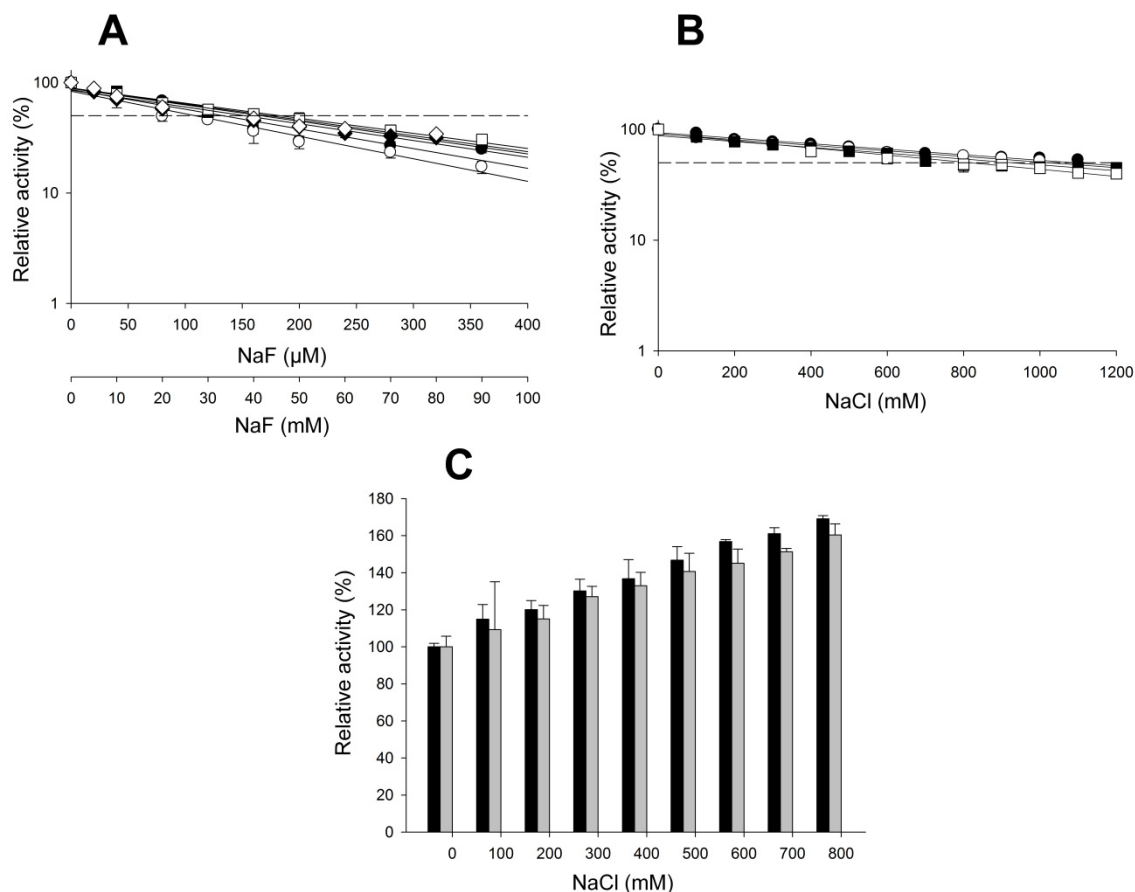 A
Relative activity (%)
100
10
1
0 50 100 150 200 250 300 350 400
NaF (µM)
0 10 20 30 40 50 60 70 80 90 100
NaF (mM)
B
Relative activity (%)
100
10
1
0 200 400 600 800 1000 1200
NaCl (mM)
C
Relative activity (%)
180
160
140
120
100
80
60
40
20
0
0 100 200 300 400 500 600 700 800
NaCl (mM)